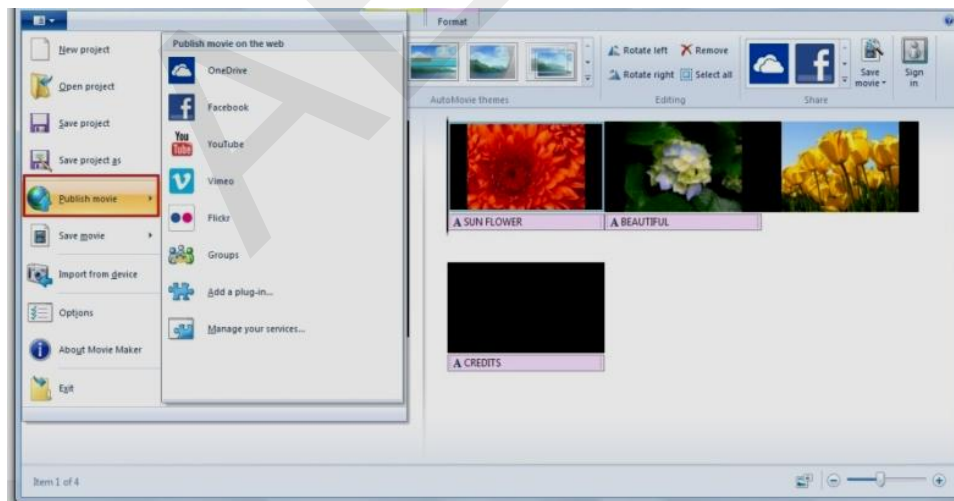 Format
New project
Open project
Save project
Save project as
Publish movie
Save movie
Import from device
Options
About Movie Maker
Exit
Publish movie on the web
OneDrive
Facebook
You
Tube
YouTube
Vimeo
Flickr
Groups
Add a plug-in...
Manage your services...
AutoMovie themes
Rotate left
Remove
Rotate right
Select all
Editing
f
Share
Save
movie
Sign
in
A SUN FLOWER
A BEAUTIFUL
A CREDITS
Item 1 of 4